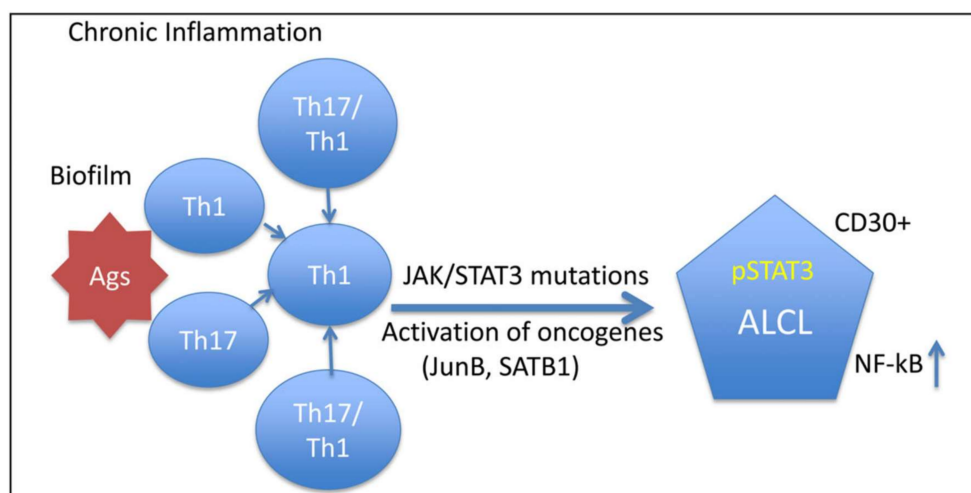 Chronic Inflammation
Th17/
Th1
Biofilm
Th1
Ags
Th1
Th17
Th17/
Th1
JAK/STAT3 mutations
Activation of oncogenes
(JunB, SATB1)
CD30+
pSTAT3
ALCL
NF-kB